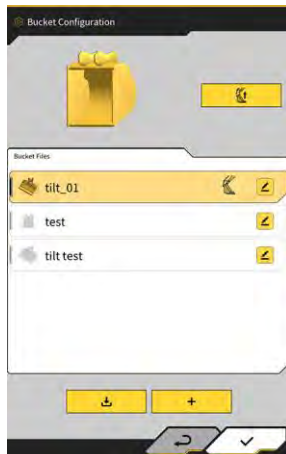 Bucket Configuration
Bucket Files
tilt_01
test
tilt test